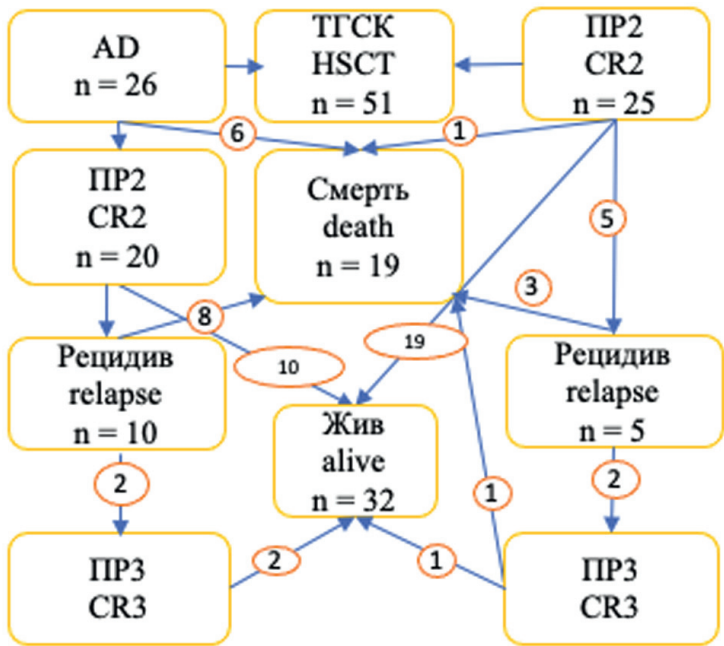 AD
n = 26
ТГСК
HSCT
n = 51
ПР2
CR2
n = 25
6
1
ПР2
CR2
n = 20
Смерть
death
n = 19
5
3
8
10
19
Рецидив
relapse
n = 10
Жив
alive
n = 32
Рецидив
relapse
n = 5
2
1
2
ПР3
CR3
2
1
ПР3
CR3